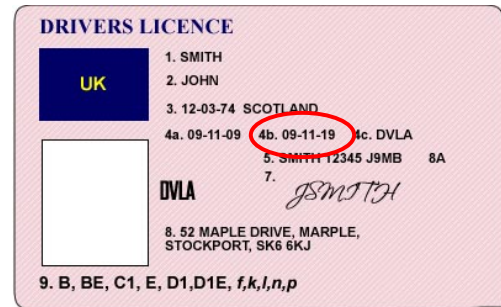 DRIVERS LICENCE
UK
1. SMITH
2. JOHN
3. 12-03-74 SCOTLAND
4a. 09-11-09 4b. 09-11-19 4c. DVLA
5. SMITH 12345 J9MB 8A
7. JSMITH
DVLA
8. 52 MAPLE DRIVE, MARPLE,
STOCKPORT, SK6 6KJ
9. B, BE, C1, E, D1,D1E, f,k,l,n,p